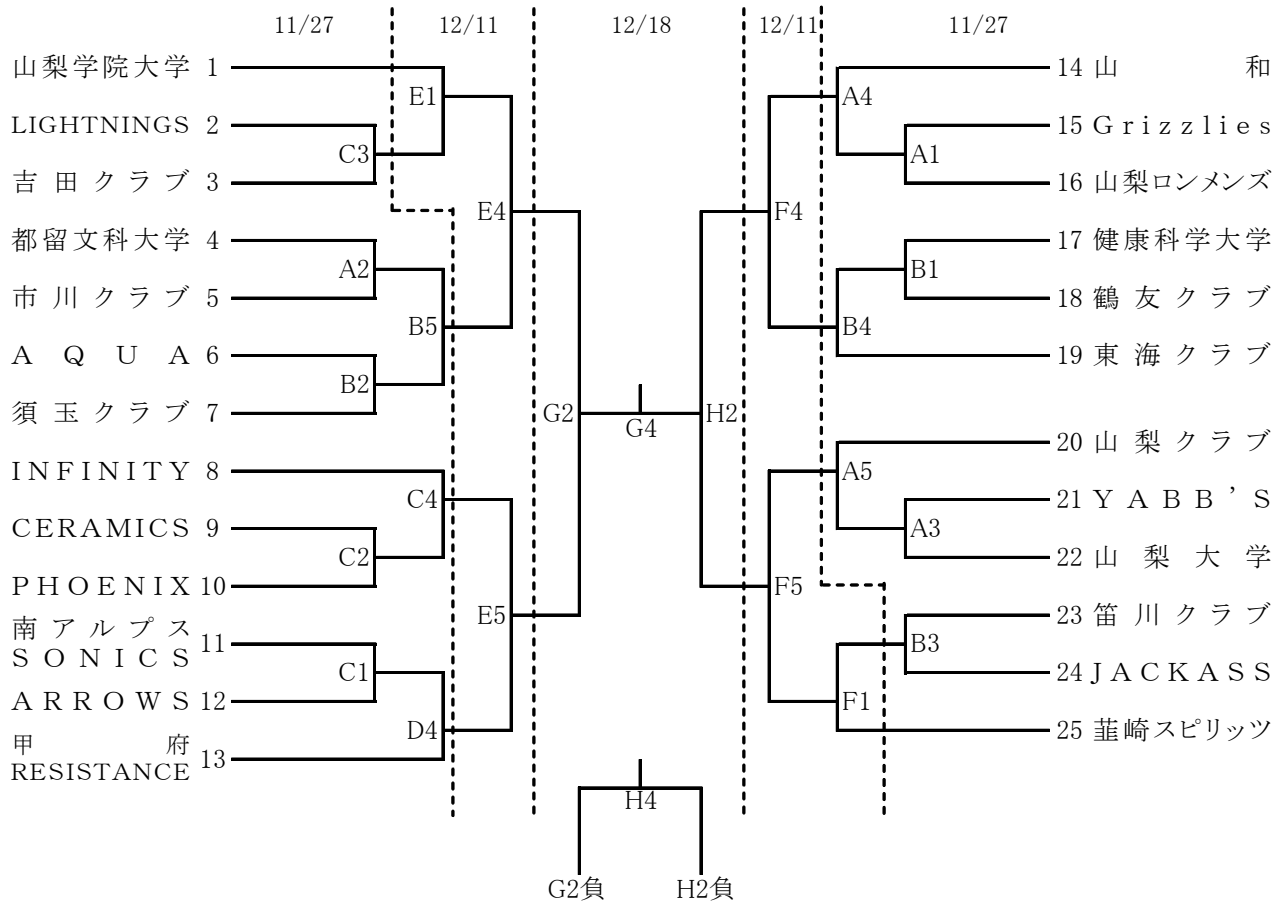 11/27 12/11 12/18 12/11 11/27
山梨学院大学 1
LIGHTNINGS 2
吉田クラブ 3
都留文科大学 4
市川クラブ 5
AQUA 6
須玉クラブ 7
INFINITY 8
CERAMICS 9
PHOENIX 10
南アルプス
SONICS 11
ARROWS 12
甲府
RESISTANCE 13
E1
C3
E4
A2
B5
B2
G2
C4
C2
E5
C1
D4
G4
H2
H4
G2負 H2負
A4
A1
F4
B1
B4
A5
A3
F5
B3
F1
14 山和
15 Grizzlies
16 山梨ロンメンズ
17 健康科学大学
18 鶴友クラブ
19 東海クラブ
20 山梨クラブ
21 YABB'S
22 山梨大学
23 笛川クラブ
24 JACKASS
25 韮崎スピリッツ